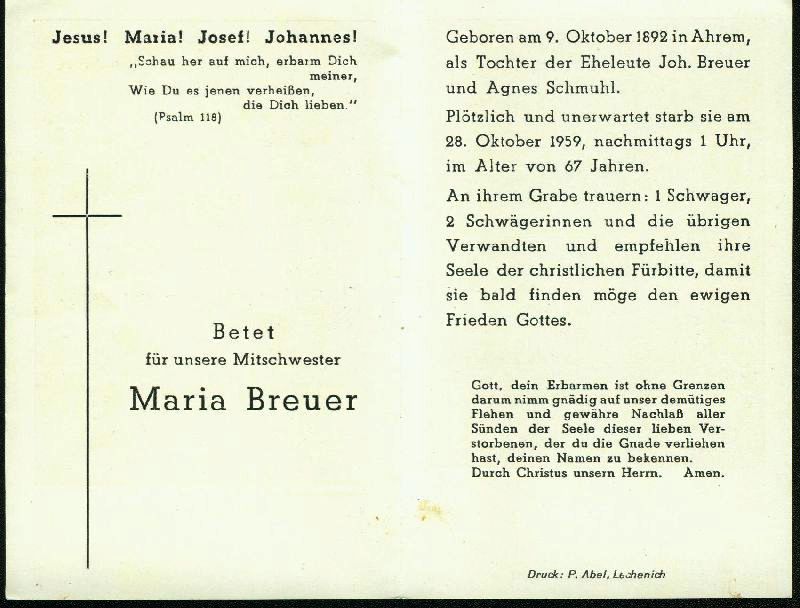 Jesus! Maria! Josef! Johannes!
„Schau her auf mich, erbarm Dich
meiner,
Wie Du es jenen verheißen,
die Dich lieben."
(Psalm 118)
Betet
für unsere Mitschwester
Maria Breuer
Geboren am 9. Oktober 1892 in Ahrem,
als Tochter der Eheleute Joh. Breuer
und Agnes Schmuhl.
Plötzlich und unerwartet starb sie am
28. Oktober 1959, nachmittags 1 Uhr,
im Alter von 67 Jahren.
An ihrem Grabe trauern: 1 Schwager,
2 Schwägerinnen und die übrigen
Verwandten und empfehlen ihre
Seele der christlichen Fürbitte, damit
sie bald finden möge den ewigen
Frieden Gottes.
Gott, dein Erbarmen ist ohne Grenzen
darum nimm gnädig auf unser demütiges
Flehen und gewähre Nachlaß aller
Sünden der Seele dieser lieben Ver-
storbenen, der du die Gnade verliehen
hast, deinen Namen zu bekennen.
Durch Christus unsern Herrn. Amen.
Druck: P. Abel, Lechenich